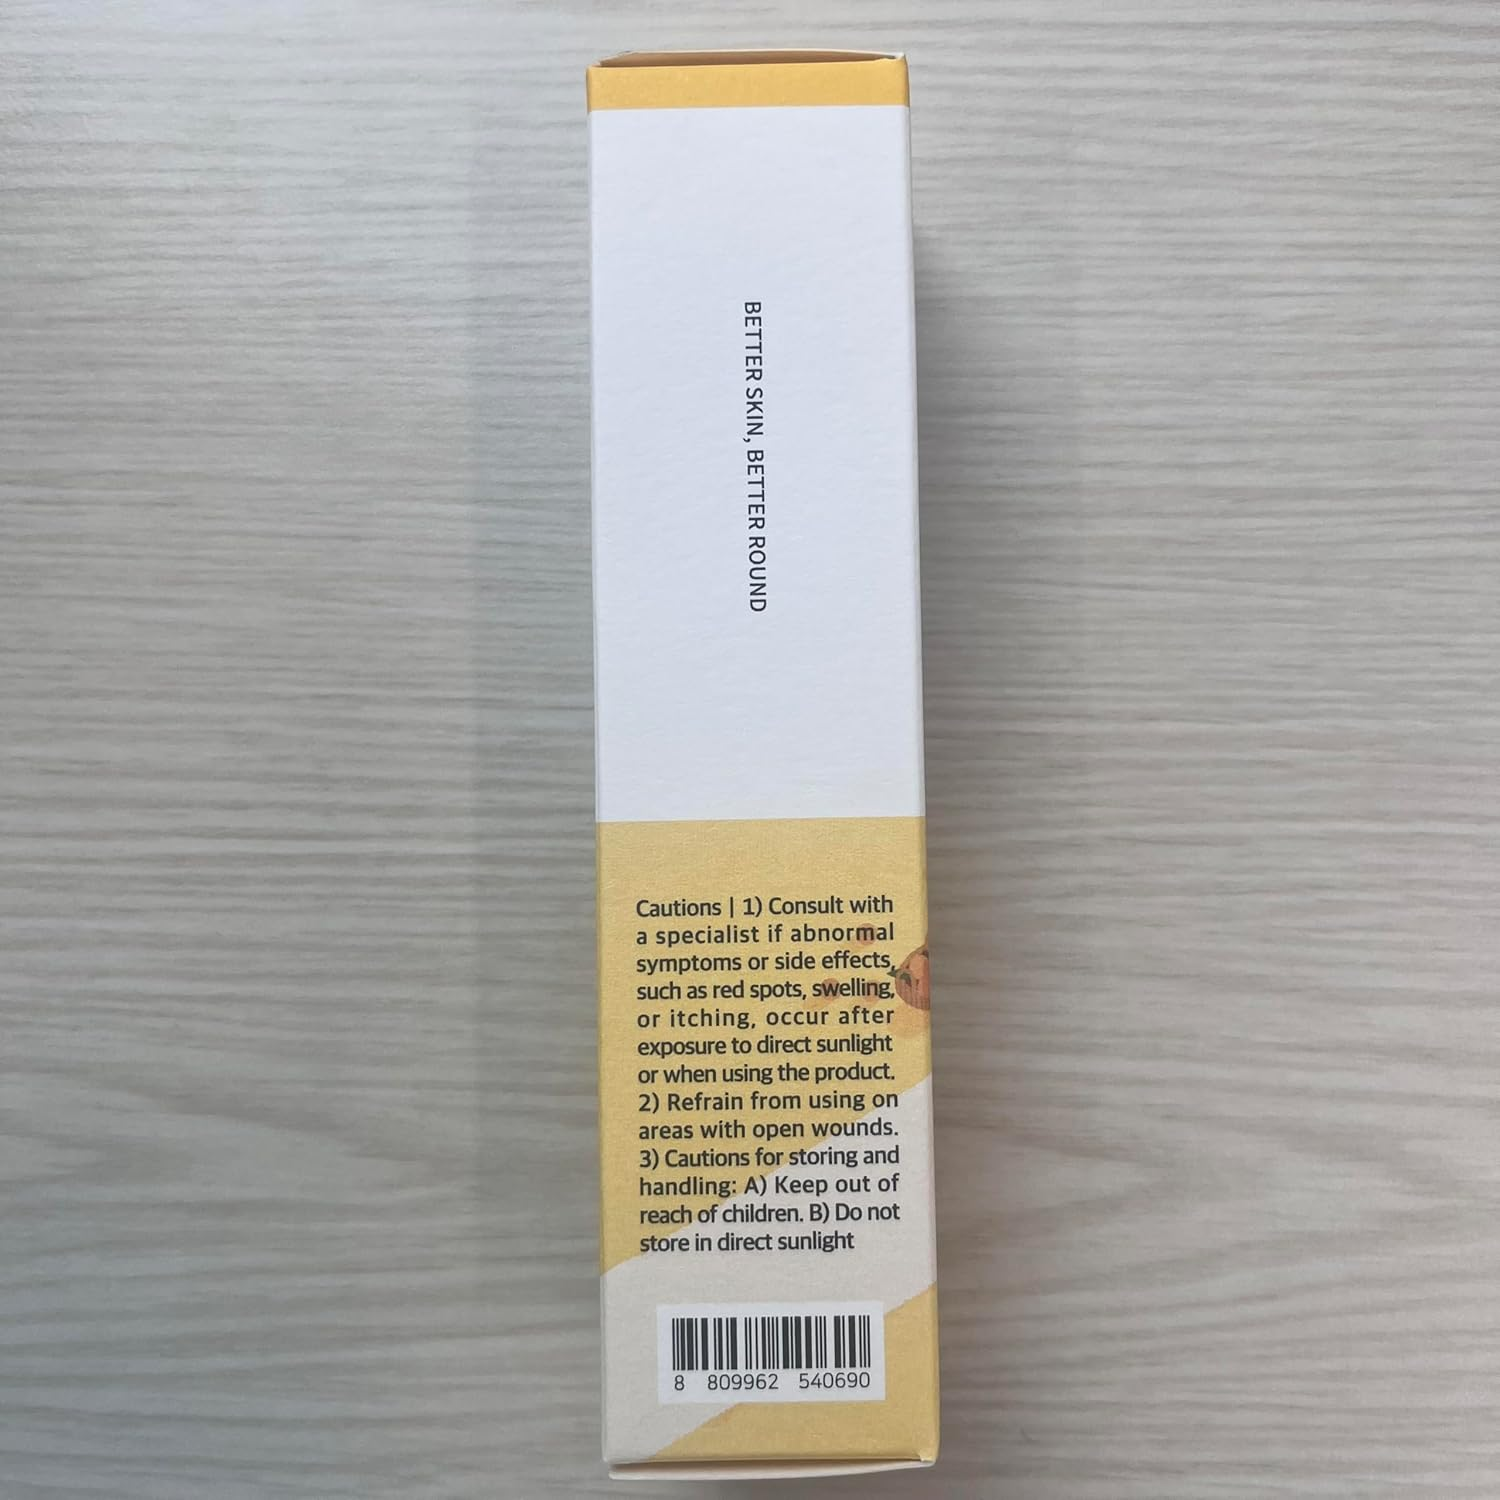 BETTER SKIN, BETTER ROUND
Cautions | 1) Consult with
a specialist if abnormal
symptoms or side effects,
such as red spots, swelling,
or itching, occur after
exposure to direct sunlight
or when using the product.
2) Refrain from using on
areas with open wounds.
3) Cautions for storing and
handling: A) Keep out of
reach of children. B) Do not
store in direct sunlight
8 809962 540690